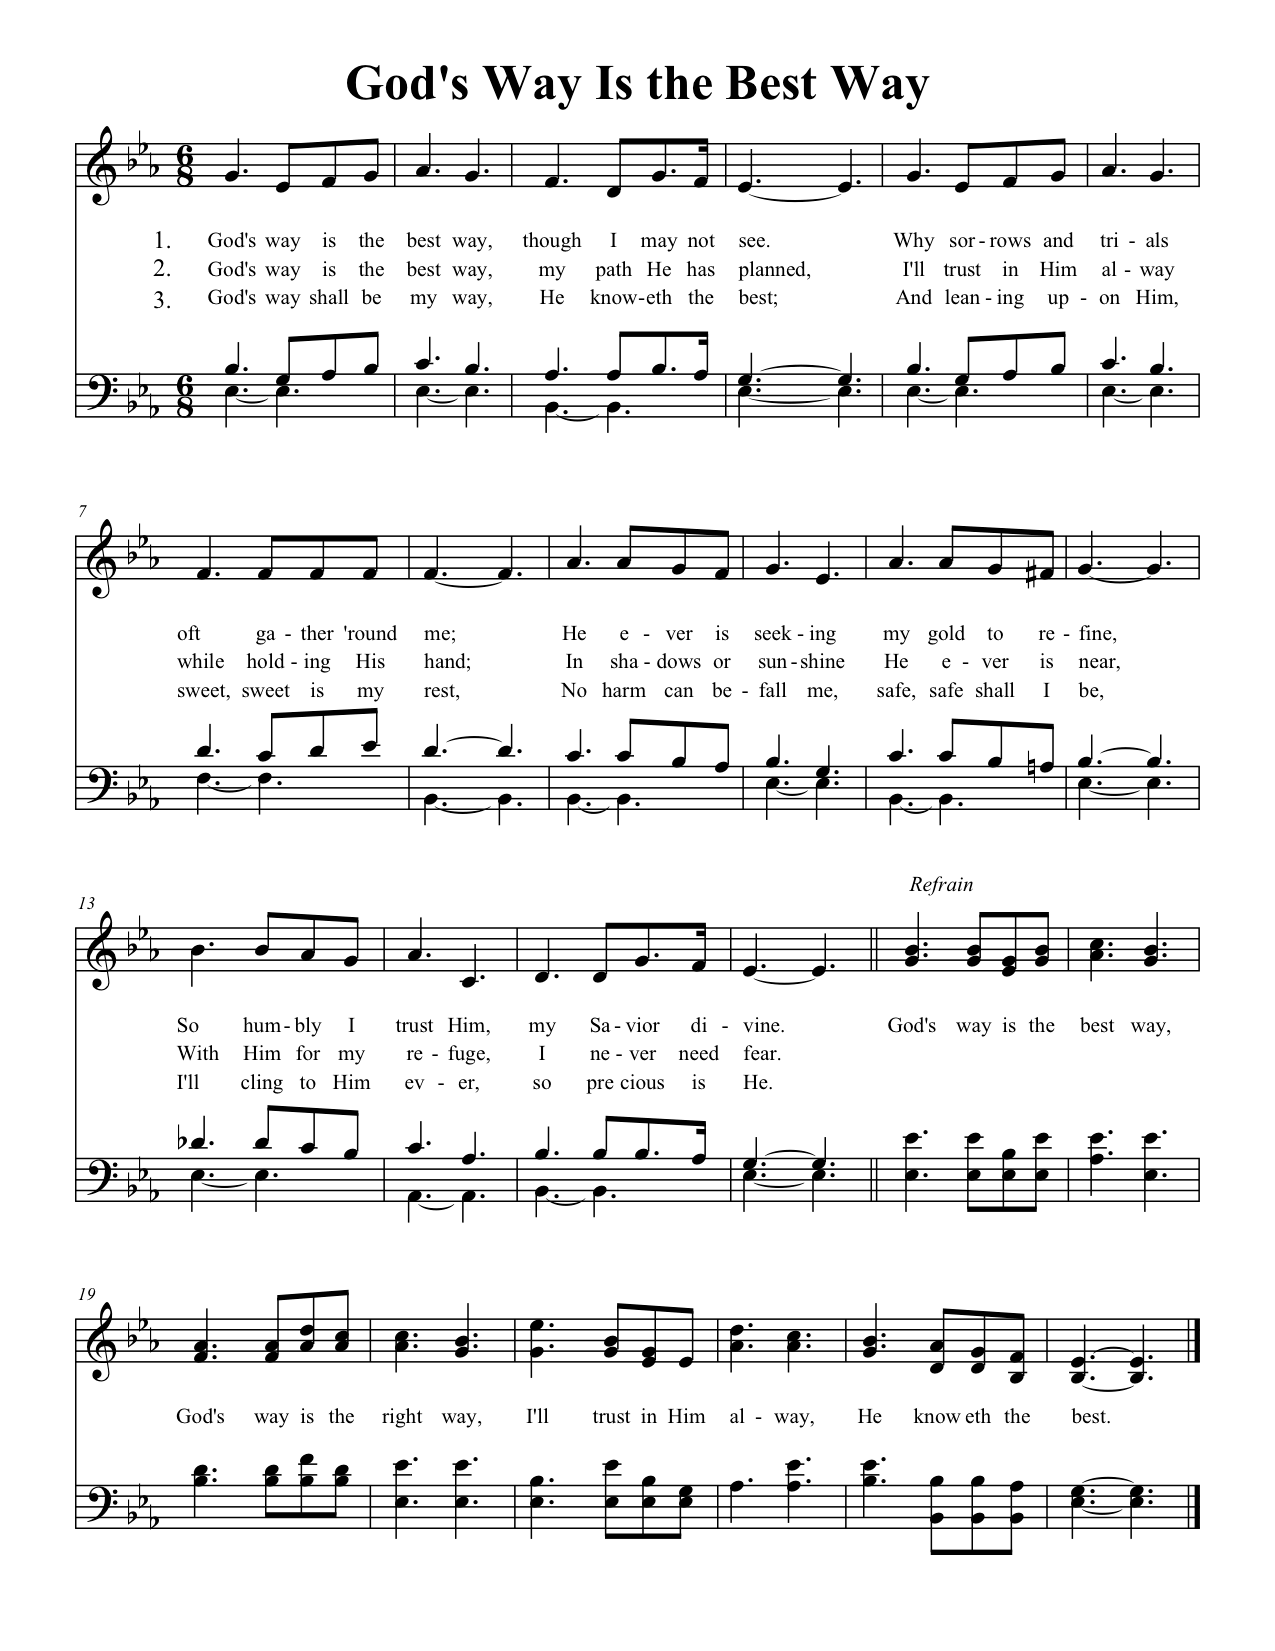 God's Way Is the Best Way
6 8
1. God's way is the best way, though I may not see. Why sor - rows and tri - als
2. God's way is the best way, my path He has planned, I'll trust in Him al - way
3. God's way shall be my way, He know - eth the best; And lean - ing up - on Him,
6 8
7
oft ga - ther 'round me; He e - ver is seek - ing my gold to re - fine,
while hold - ing His hand; In sha - dows or sun - shine He e - ver is near,
sweet, sweet is my rest, No harm can be - fall me, safe, safe shall I be,
Refrain
13
So hum - bly I trust Him, my Sa - vior di - vine. God's way is the best way,
With Him for my re - fuge, I ne - ver need fear.
I'll cling to Him ev - er, so pre cious is He.
19
God's way is the right way, I'll trust in Him al - way, He know eth the best.